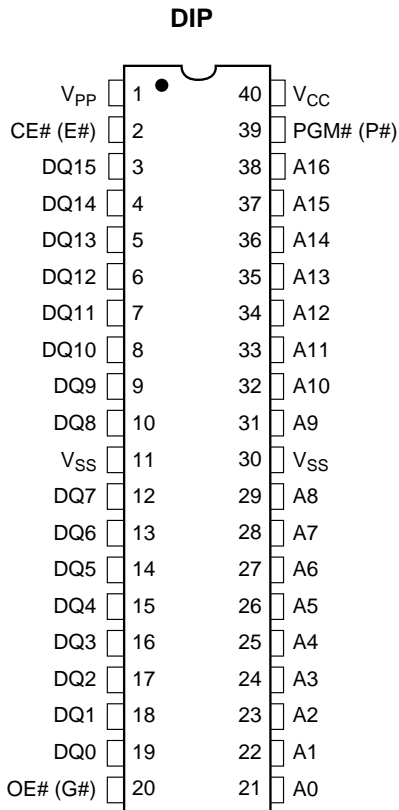 DIP
VPP 1 40 VCC
CE# (E#) 2 39 PGM# (P#)
DQ15 3 38 A16
DQ14 4 37 A15
DQ13 5 36 A14
DQ12 6 35 A13
DQ11 7 34 A12
DQ10 8 33 A11
DQ9 9 32 A10
DQ8 10 31 A9
VSS 11 30 VSS
DQ7 12 29 A8
DQ6 13 28 A7
DQ5 14 27 A6
DQ4 15 26 A5
DQ3 16 25 A4
DQ2 17 24 A3
DQ1 18 23 A2
DQ0 19 22 A1
OE# (G#) 20 21 A0